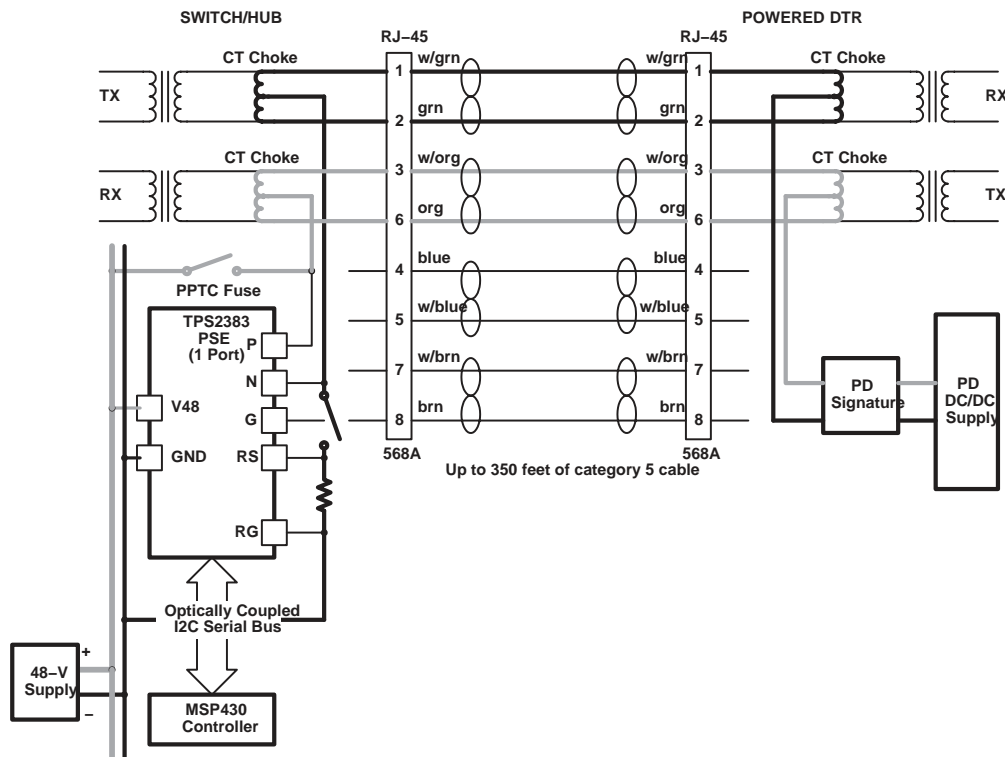 SWITCH/HUB
POWERED DTR
RJ–45
RJ–45
CT Choke
w/grn
w/grn
CT Choke
1
1
TX
RX
grn
grn
2
2
CT Choke
w/org
w/org
CT Choke
3
3
RX
TX
org
org
6
6
blue
blue
4
4
PPTC Fuse
w/blue
w/blue
5
5
TPS2383
PSE
(1 Port)
P
w/brn
w/brn
7
7
N
V48
G
brn
brn
8
8
PD
Signature
PD
DC/DC
Supply
GND
RS
568A
568A
Up to 350 feet of category 5 cable
RG
Optically Coupled
I2C Serial Bus
+
48–V
Supply
–
MSP430
Controller